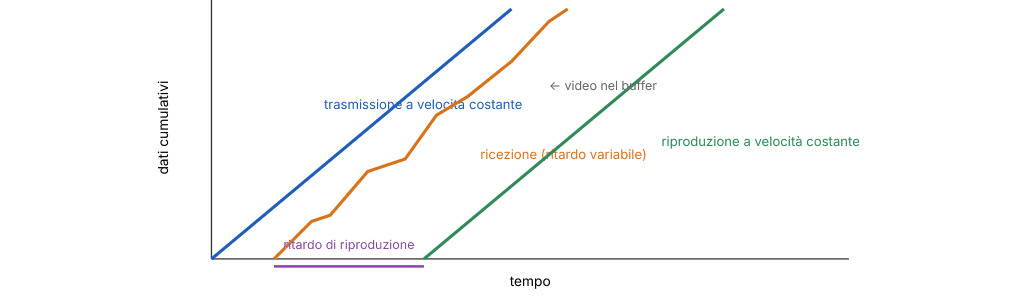 ← video nel buffer
trasmissione a velocità costante
riproduzione a velocità costante
ricezione (ritardo variabile)
ritardo di riproduzione
dati cumulativi
tempo